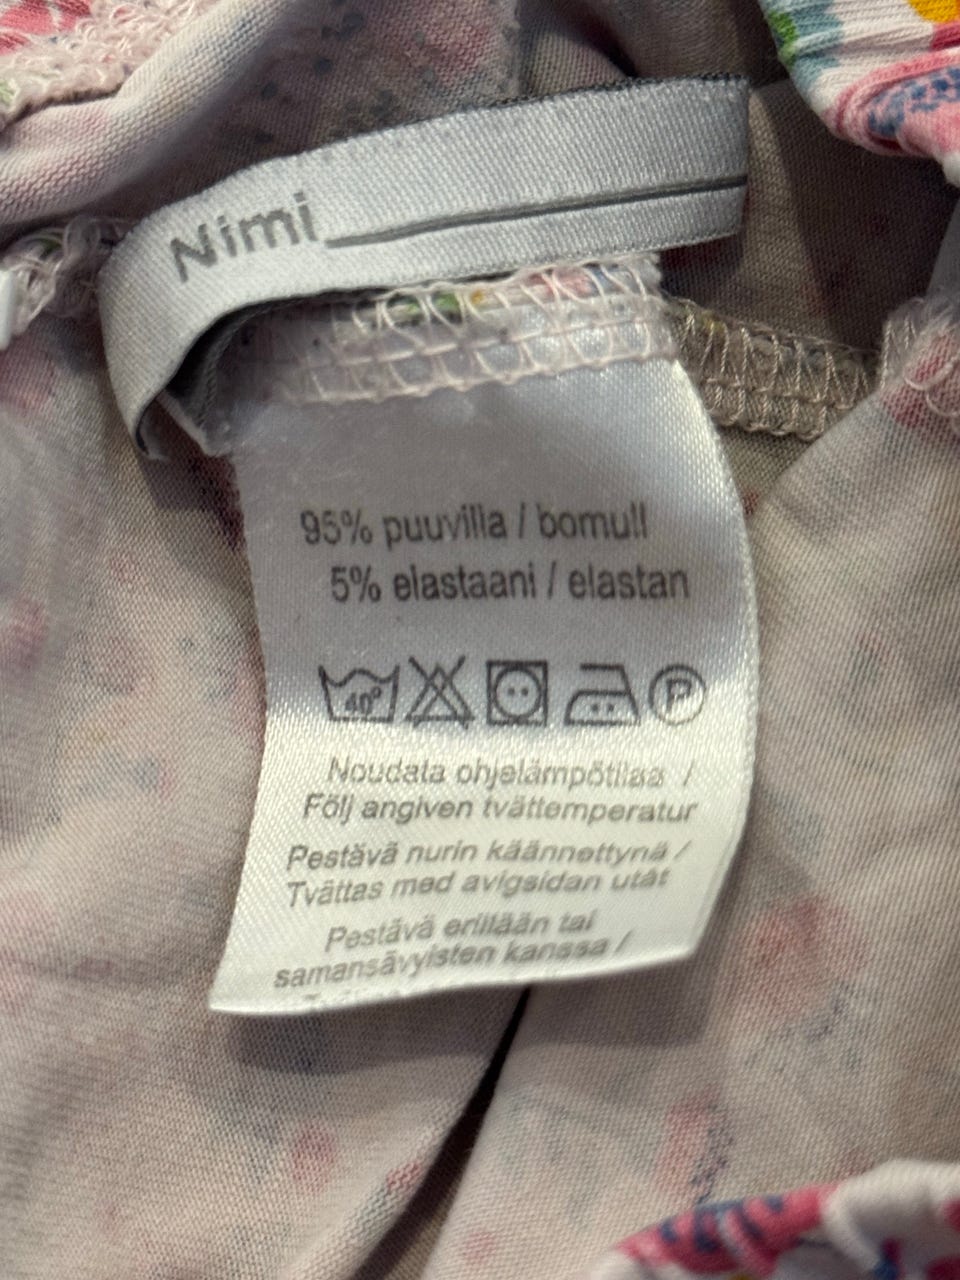 Nimi
95% puuvilla / bomull
5% elastaani / elastan
40°
P
Noudata ohjelämpötilaa /
Följ angiven tvättemperatur
Pestävä nurin käännettynä /
Tvättas med avigsidan utåt
Pestävä erillään tai
samansävyisten kanssa /